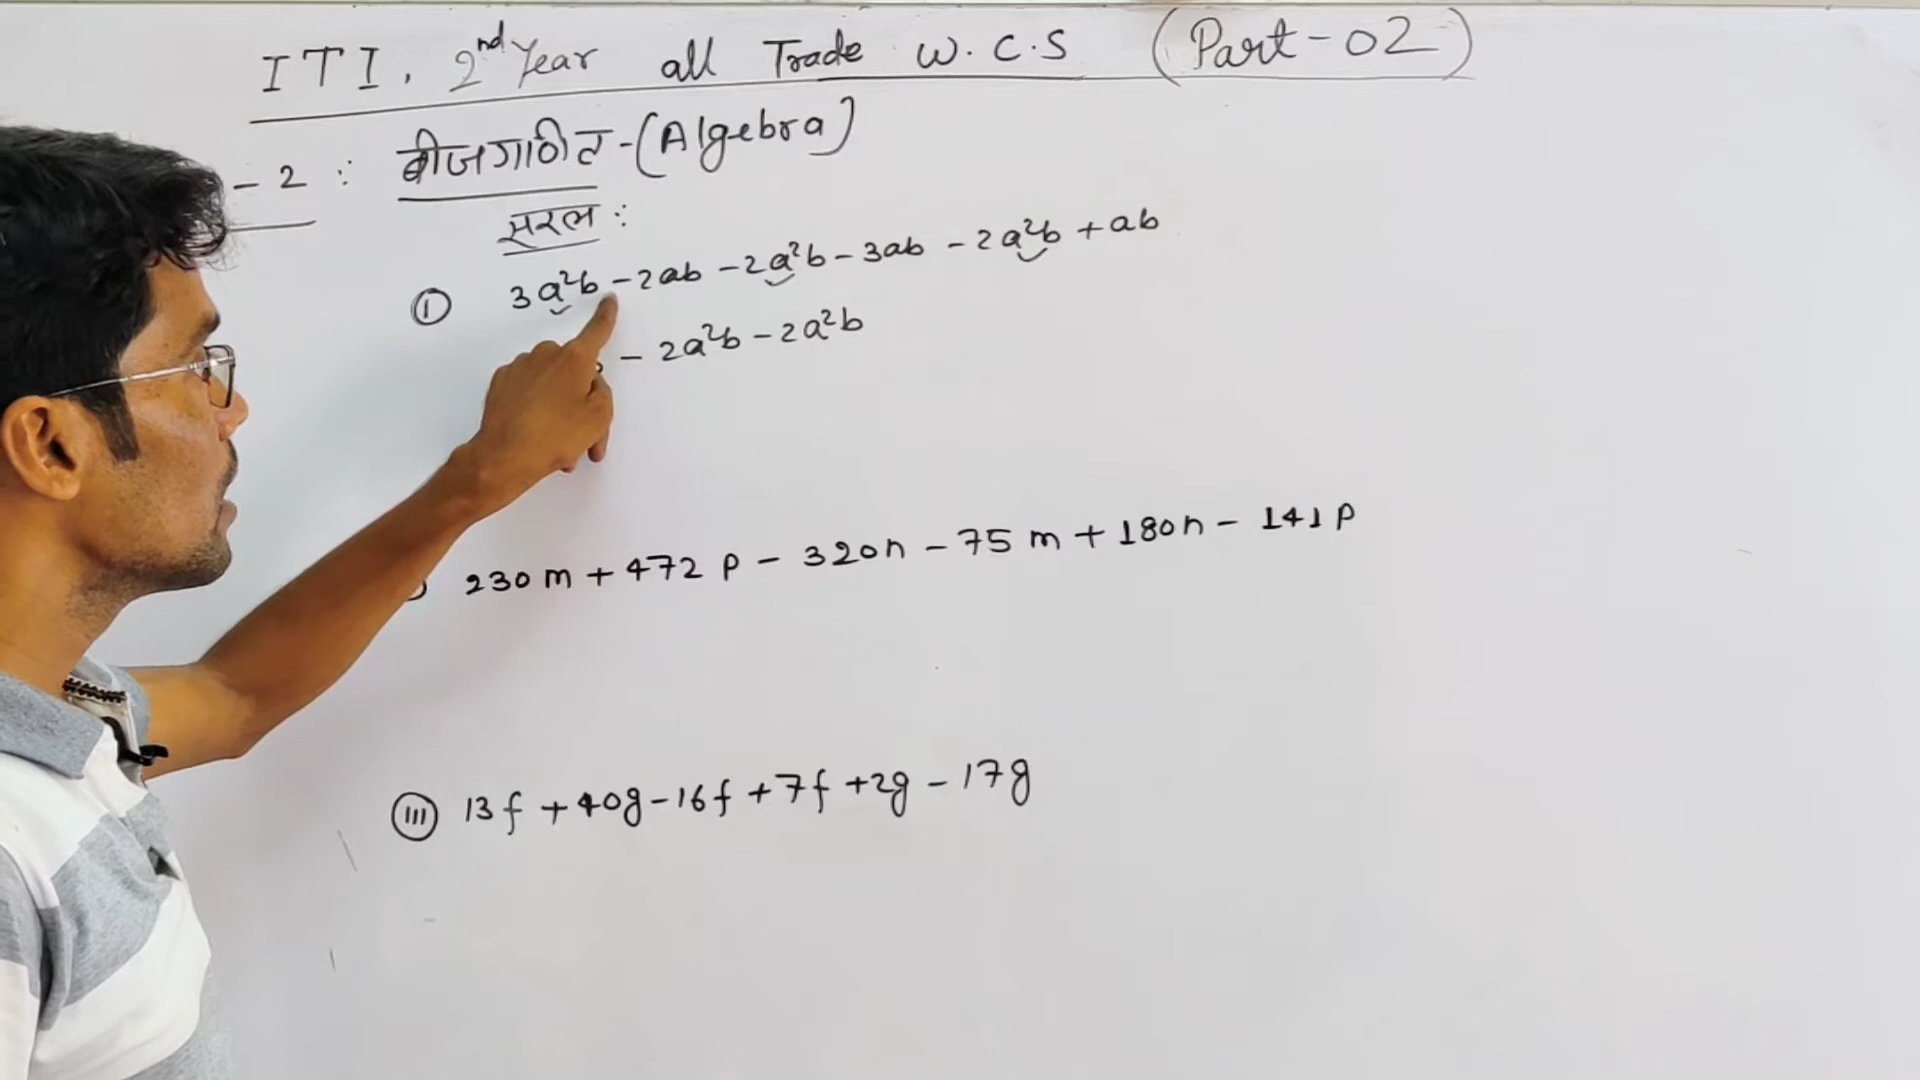 ITI, 2nd Year all Trade W.C.S (Part-02)
- 2 : बीजगणित - (Algebra)
सरल :
(I) 3a²b - 2ab - 2a²b - 3ab - 2a²b + ab
- 2a²b - 2a²b
230m + 472p - 320n - 75m + 180n - 141p
(III) 13f + 40g - 16f + 7f + 2g - 17g